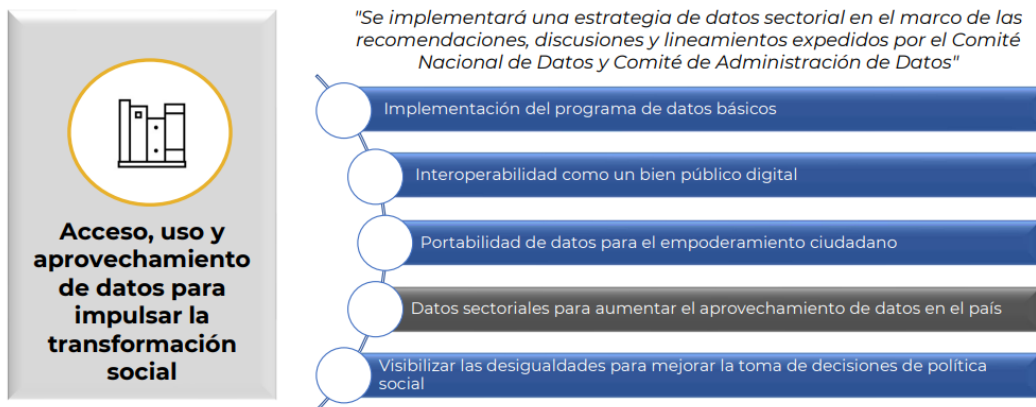 "Se implementará una estrategia de datos sectorial en el marco de las
recomendaciones, discusiones y lineamientos expedidos por el Comité
Nacional de Datos y Comité de Administración de Datos"
Acceso, uso y
aprovechamiento
de datos para
impulsar la
transformación
social
Implementación del programa de datos básicos
Interoperabilidad como un bien público digital
Portabilidad de datos para el empoderamiento ciudadano
Datos sectoriales para aumentar el aprovechamiento de datos en el país
Visibilizar las desigualdades para mejorar la toma de decisiones de política
social